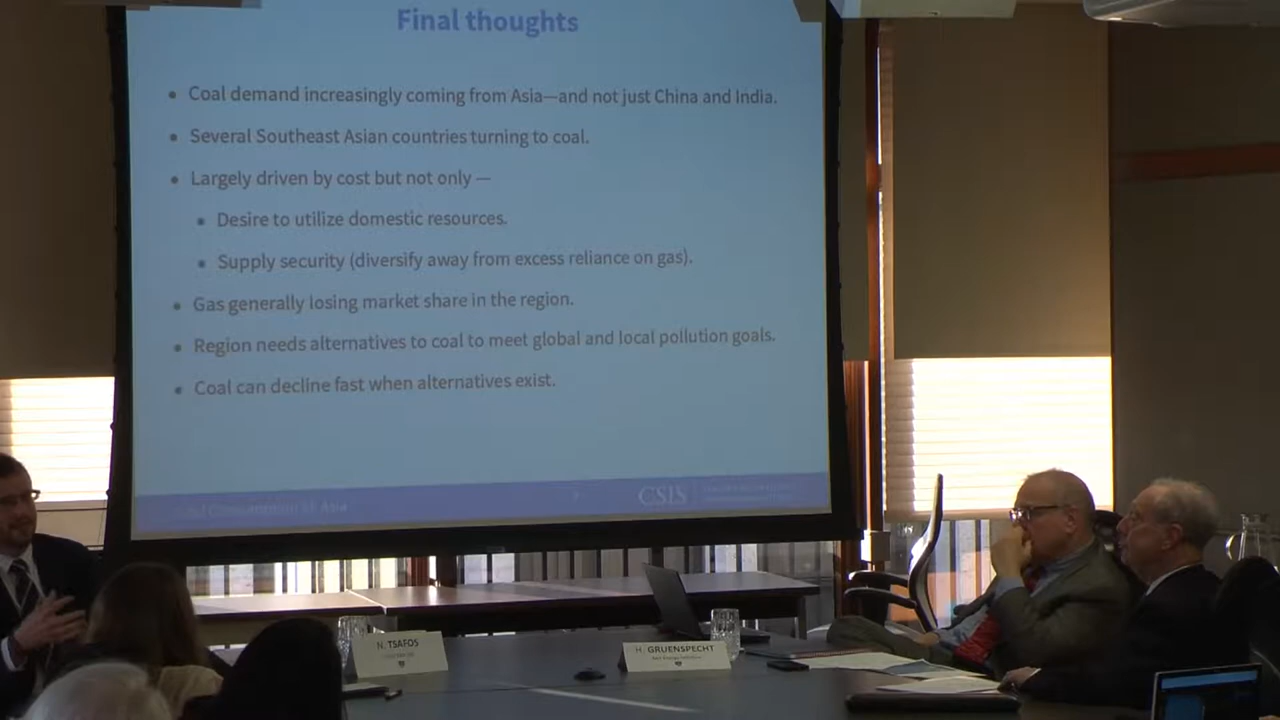 Final thoughts
Coal demand increasingly coming from Asia—and not just China and India.
Several Southeast Asian countries turning to coal.
Largely driven by cost but not only —
Desire to utilize domestic resources.
Supply security (diversify away from excess reliance on gas).
Gas generally losing market share in the region.
Region needs alternatives to coal to meet global and local pollution goals.
Coal can decline fast when alternatives exist.
CSIS
N. TSAFOS
H. GRUENSPECHT